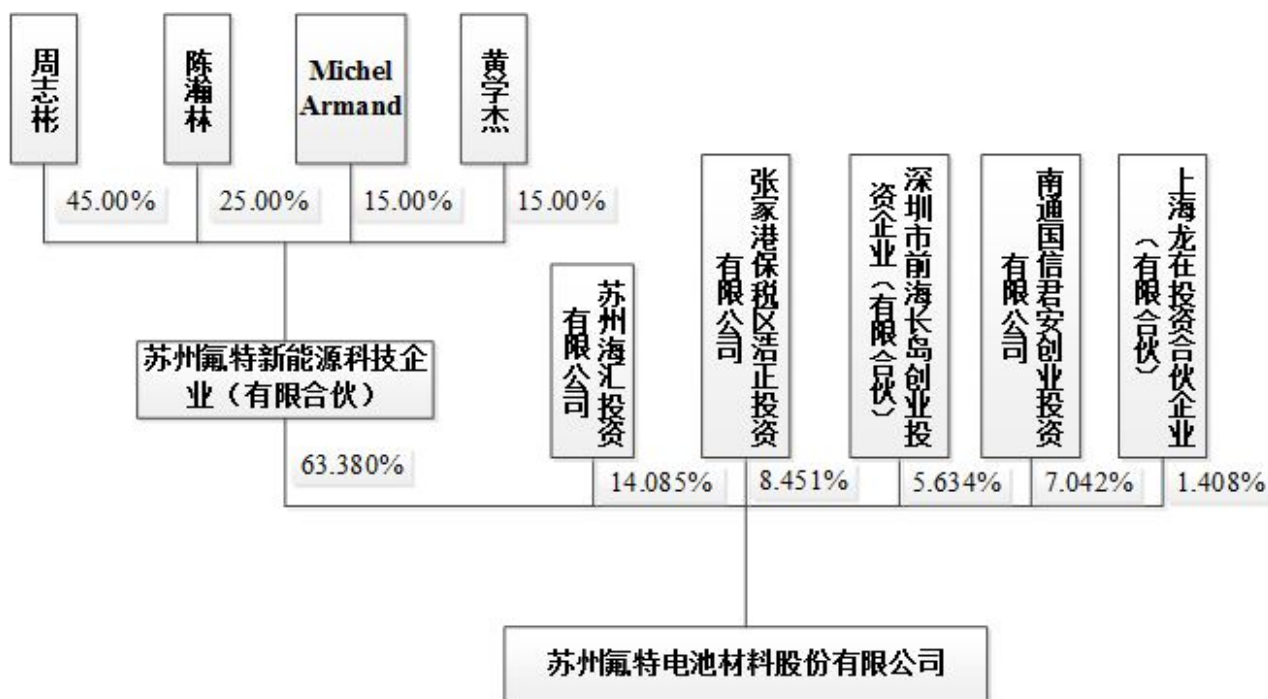 周志彬
陈瀚林
Michel
Armand
黄学杰
45.00%
25.00%
15.00%
15.00%
苏州氟特新能源科技企
业（有限合伙）
苏州海汇投资
有限公司
张家港保税区浩正投资
有限公司
深圳市前海长岛创业投
资企业（有限合伙）
南通国信君安创业投资
有限公司
上海龙在投资合伙企业
（有限合伙）
63.380%
14.085%
8.451%
5.634%
7.042%
1.408%
苏州氟特电池材料股份有限公司